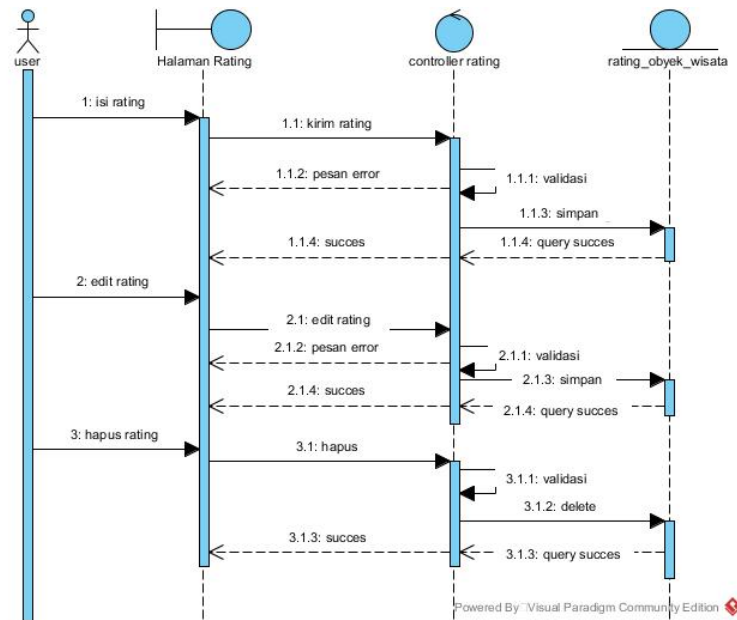 user
Halaman Rating
controller rating
rating_obyek_wisata
1: isi rating
1.1: kirim rating
1.1.2: pesan error
1.1.1: validasi
1.1.3: simpan
1.1.4: succes
1.1.4: query succes
2: edit rating
2.1: edit rating
2.1.2: pesan error
2.1.1: validasi
2.1.3: simpan
2.1.4: succes
2.1.4: query succes
3: hapus rating
3.1: hapus
3.1.1: validasi
3.1.2: delete
3.1.3: succes
3.1.3: query succes
Powered By Visual Paradigm Community Edition